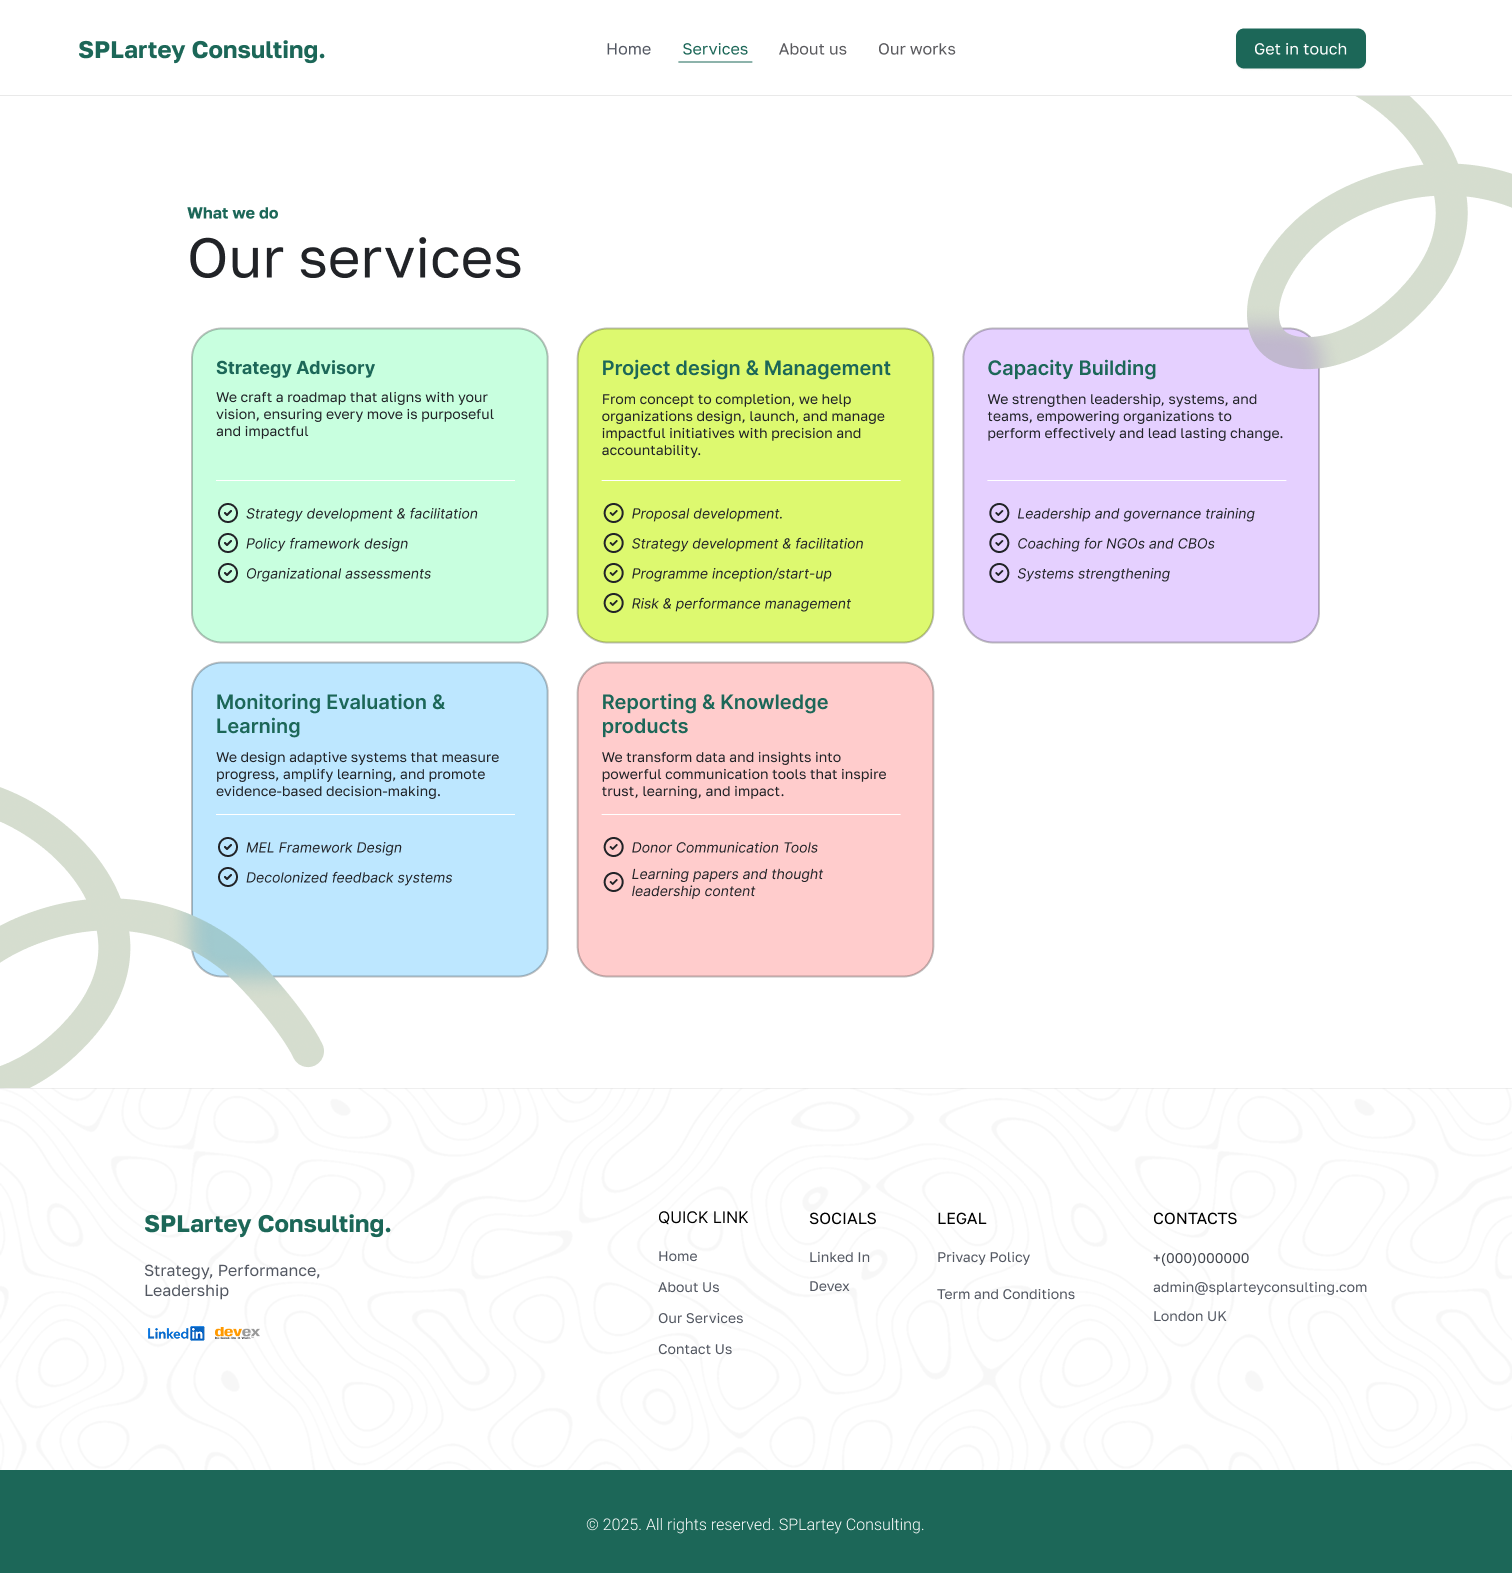 SPLartey Consulting.
Home
Services
About us
Our works
Get in touch
What we do
Our services
Strategy Advisory
We craft a roadmap that aligns with your
vision, ensuring every move is purposeful
and impactful
Strategy development & facilitation
Policy framework design
Organizational assessments
Project design & Management
From concept to completion, we help
organizations design, launch, and manage
impactful initiatives with precision and
accountability.
Proposal development.
Strategy development & facilitation
Programme inception/start-up
Risk & performance management
Capacity Building
We strengthen leadership, systems, and
teams, empowering organizations to
perform effectively and lead lasting change.
Leadership and governance training
Coaching for NGOs and CBOs
Systems strengthening
Monitoring Evaluation &
Learning
We design adaptive systems that measure
progress, amplify learning, and promote
evidence-based decision-making.
MEL Framework Design
Decolonized feedback systems
Reporting & Knowledge
products
We transform data and insights into
powerful communication tools that inspire
trust, learning, and impact.
Donor Communication Tools
Learning papers and thought
leadership content
SPLartey Consulting.
Strategy, Performance,
Leadership
LinkedIn
devex
QUICK LINK
Home
About Us
Our Services
Contact Us
SOCIALS
Linked In
Devex
LEGAL
Privacy Policy
Term and Conditions
CONTACTS
+(000)000000
admin@splarteyconsulting.com
London UK
© 2025. All rights reserved. SPLartey Consulting.